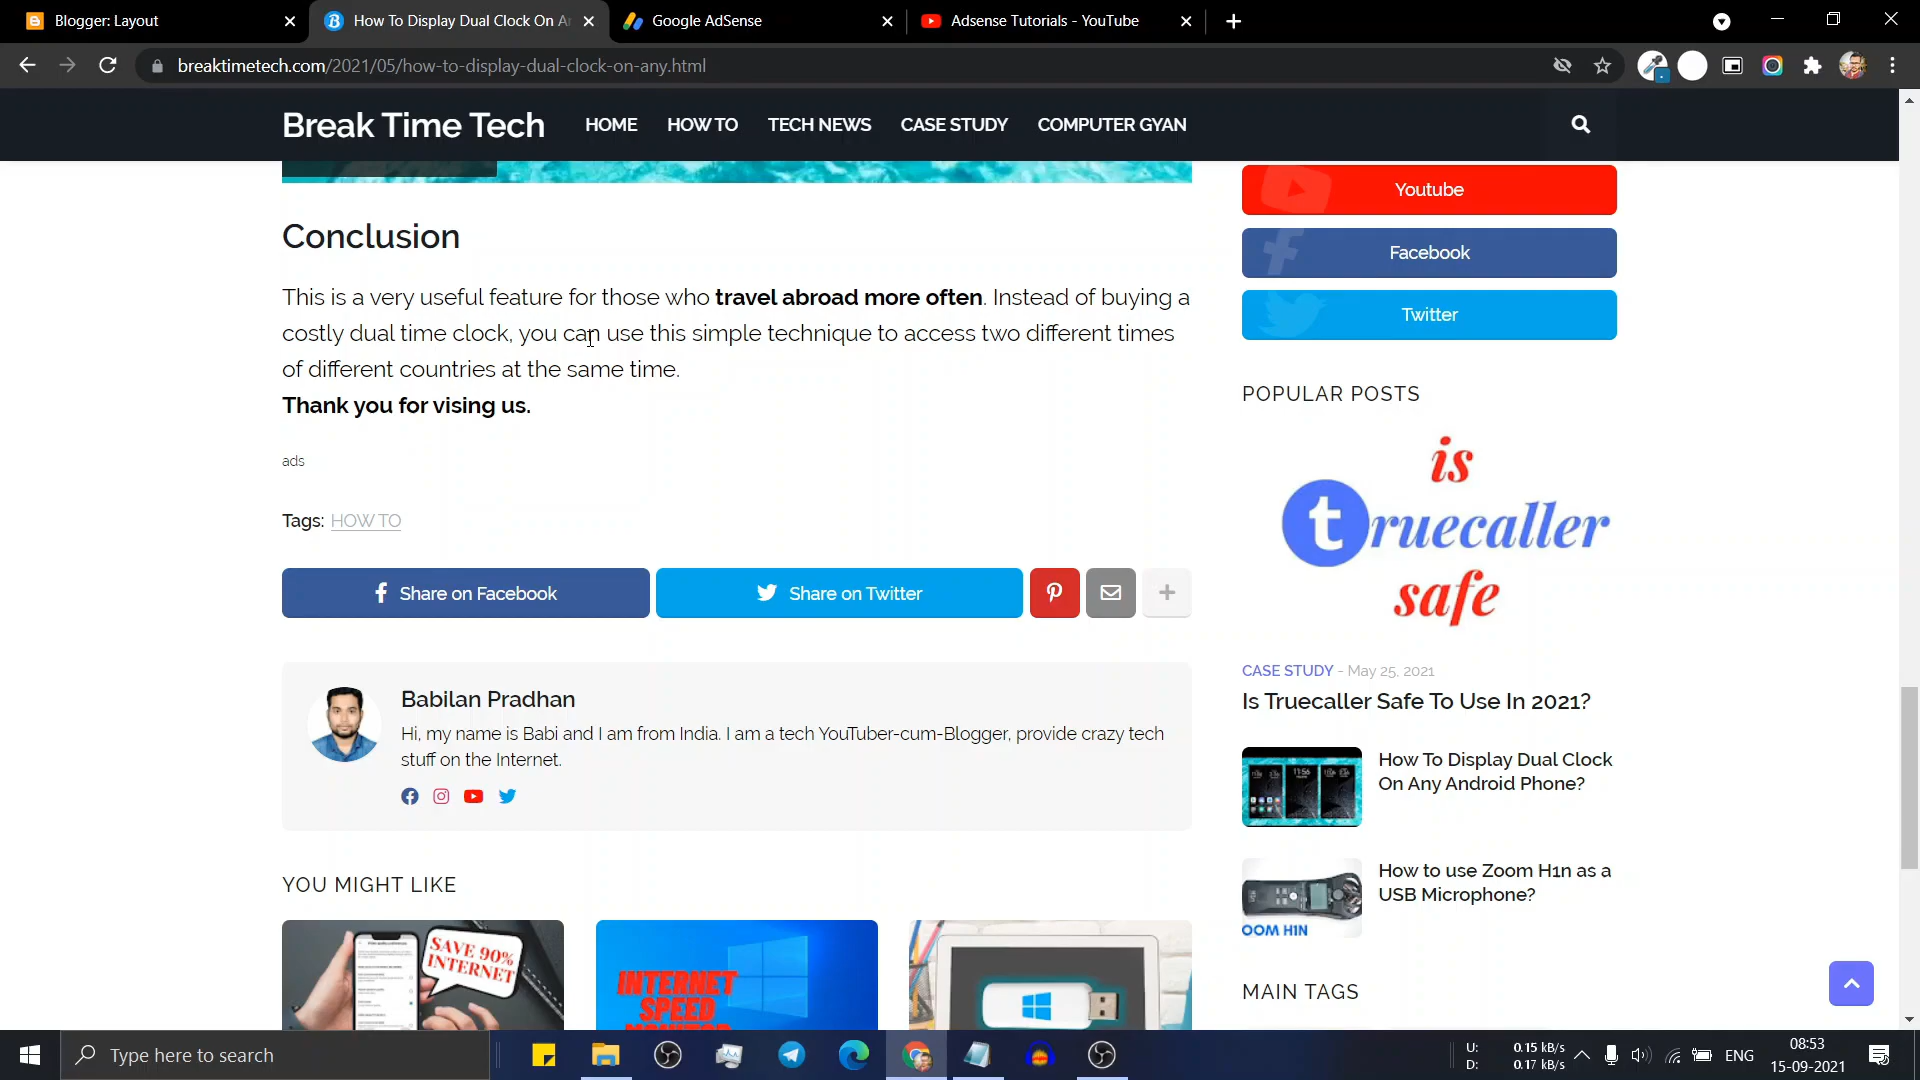 Blogger: Layout
How To Display Dual Clock On A
Google AdSense
Adsense Tutorials - YouTube
breaktimetech.com/2021/05/how-to-display-dual-clock-on-any.html
Break Time Tech
HOME
HOW TO
TECH NEWS
CASE STUDY
COMPUTER GYAN
Conclusion
This is a very useful feature for those who travel abroad more often. Instead of buying a
costly dual time clock, you can use this simple technique to access two different times
of different countries at the same time.
Thank you for vising us.
ads
Tags: HOW TO
Share on Facebook
Share on Twitter
Babilan Pradhan
Hi, my name is Babi and I am from India. I am a tech YouTuber-cum-Blogger, provide crazy tech
stuff on the Internet.
YOU MIGHT LIKE
SAVE 90%
INTERNET
INTERNET
SPEED
MONITOR
Youtube
Facebook
Twitter
POPULAR POSTS
is
truecaller
safe
CASE STUDY - May 25, 2021
Is Truecaller Safe To Use In 2021?
11:56
How To Display Dual Clock
On Any Android Phone?
How to use Zoom H1n as a
USB Microphone?
OOM H1N
MAIN TAGS
Type here to search
U: 0.15 kB/s
D: 0.17 kB/s
ENG
08:53
15-09-2021